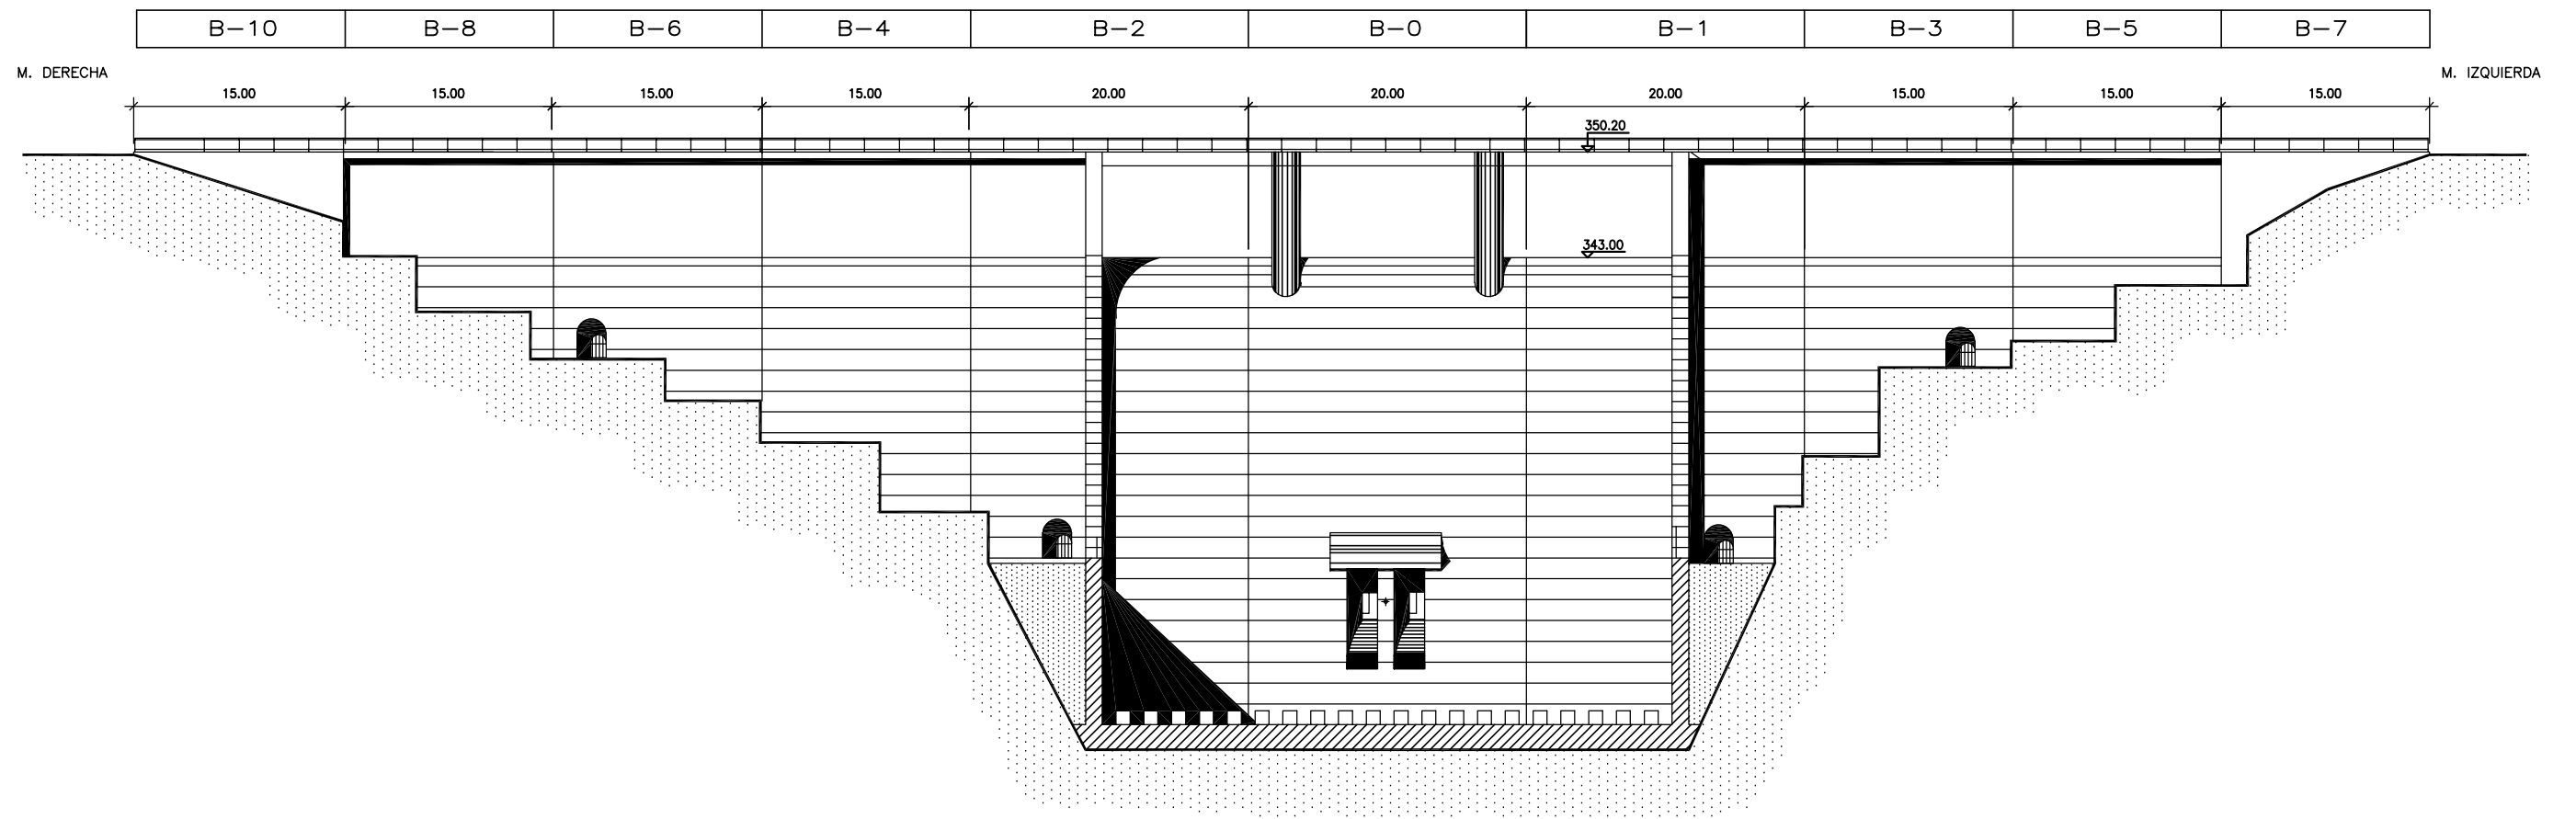 B-10 B-8 B-6 B-4 B-2 B-0 B-1 B-3 B-5 B-7
M. DERECHA M. IZQUIERDA
15.00 15.00 15.00 15.00 20.00 20.00 20.00 15.00 15.00 15.00
350.20
343.00